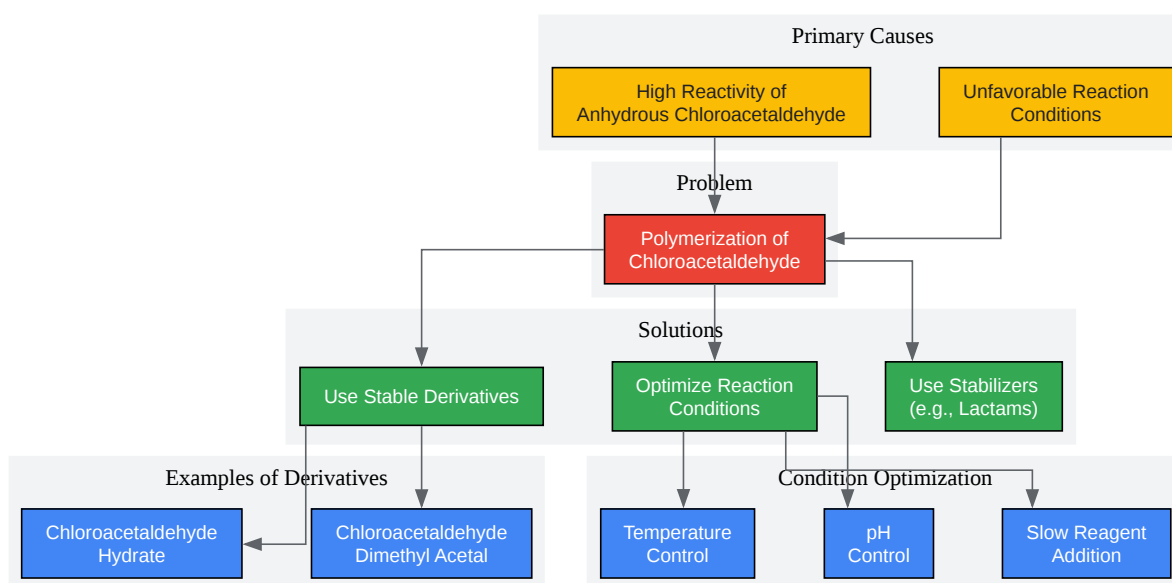 Primary Causes
High Reactivity of
Anhydrous Chloroacetaldehyde
Unfavorable Reaction
Conditions
Problem
Polymerization of
Chloroacetaldehyde
Solutions
Use Stable Derivatives
Optimize Reaction
Conditions
Use Stabilizers
(e.g., Lactams)
Examples of Derivatives
Chloroacetaldehyde
Hydrate
Chloroacetaldehyde
Dimethyl Acetal
Condition Optimization
Temperature
Control
pH
Control
Slow Reagent
Addition